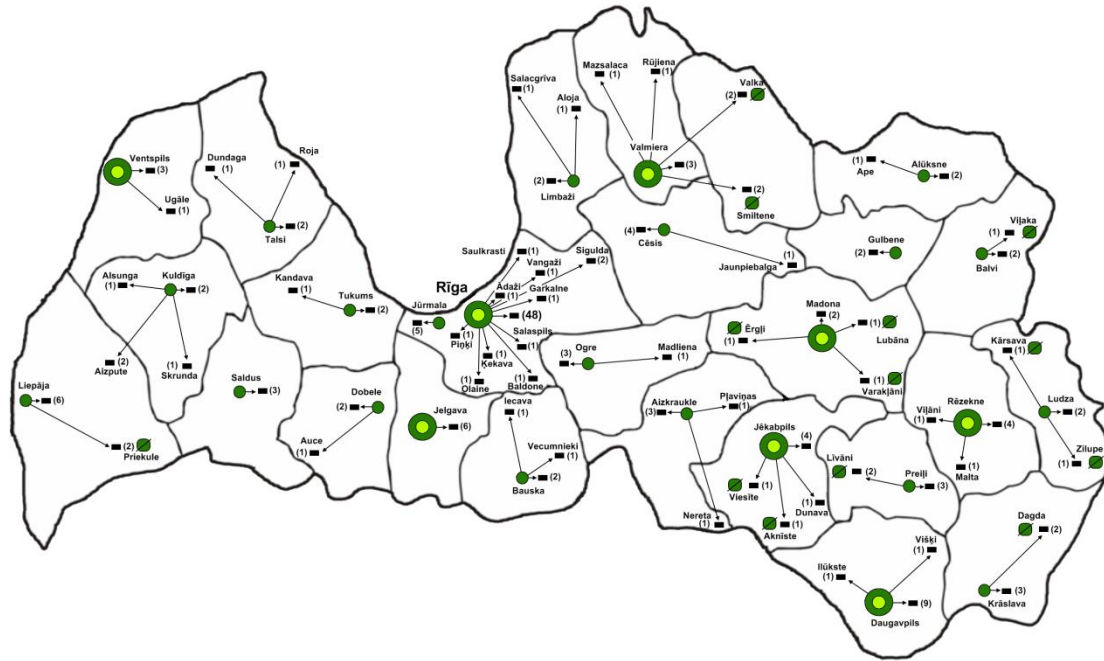 Mazsalaca
(1)
Rūjiena
(1)
Salacgrīva
(1)
Aloja
(1)
Valka
(2)
Valmiera
(3)
(2)
Smiltene
(2)
Limbaži
Ventspils
(3)
Ugāle
(1)
Dundaga
(1)
Roja
(1)
(2)
Talsi
(1)
Ape
Alūksne
(2)
(4)
Cēsis
(1)
Jaunpiebalga
Gulbene
(2)
Viļaka
(1)
(2)
Balvi
Alsunga
(1)
Kuldīga
(2)
(2)
Aizpute
(1)
Skrunda
Kandava
(1)
Tukums
(2)
Saulkrasti
(1)
Vangaži
(1)
Sigulda
(2)
Ādaži
(1)
Garkalne
(1)
Rīga
(48)
Jūrmala
(5)
(1)
Piņķi
Salaspils
(1)
(1)
Ķekava
(1)
Olaine
(1)
Baldone
Madona
(2)
Ērgļi
(1)
(1)
Lubāna
(1)
Varakļāni
(3)
Ogre
Madliena
(1)
Kārsava
(1)
Ludza
(2)
(1)
Zilupe
Liepāja
(6)
(2)
Priekule
Saldus
(3)
Dobele
(2)
Auce
(1)
Jelgava
(6)
Iecava
(1)
Vecumnieki
(1)
(2)
Bauska
Aizkraukle
(3)
Pļaviņas
(1)
Nereta
(1)
Jēkabpils
(4)
(1)
Viesīte
(1)
Aknīste
(1)
Dunava
Līvāni
(2)
Preiļi
(3)
Rēzekne
Viļāni
(1)
(4)
(1)
Malta
Dagda
(2)
(3)
Krāslava
Višķi
(1)
Ilūkste
(1)
(9)
Daugavpils